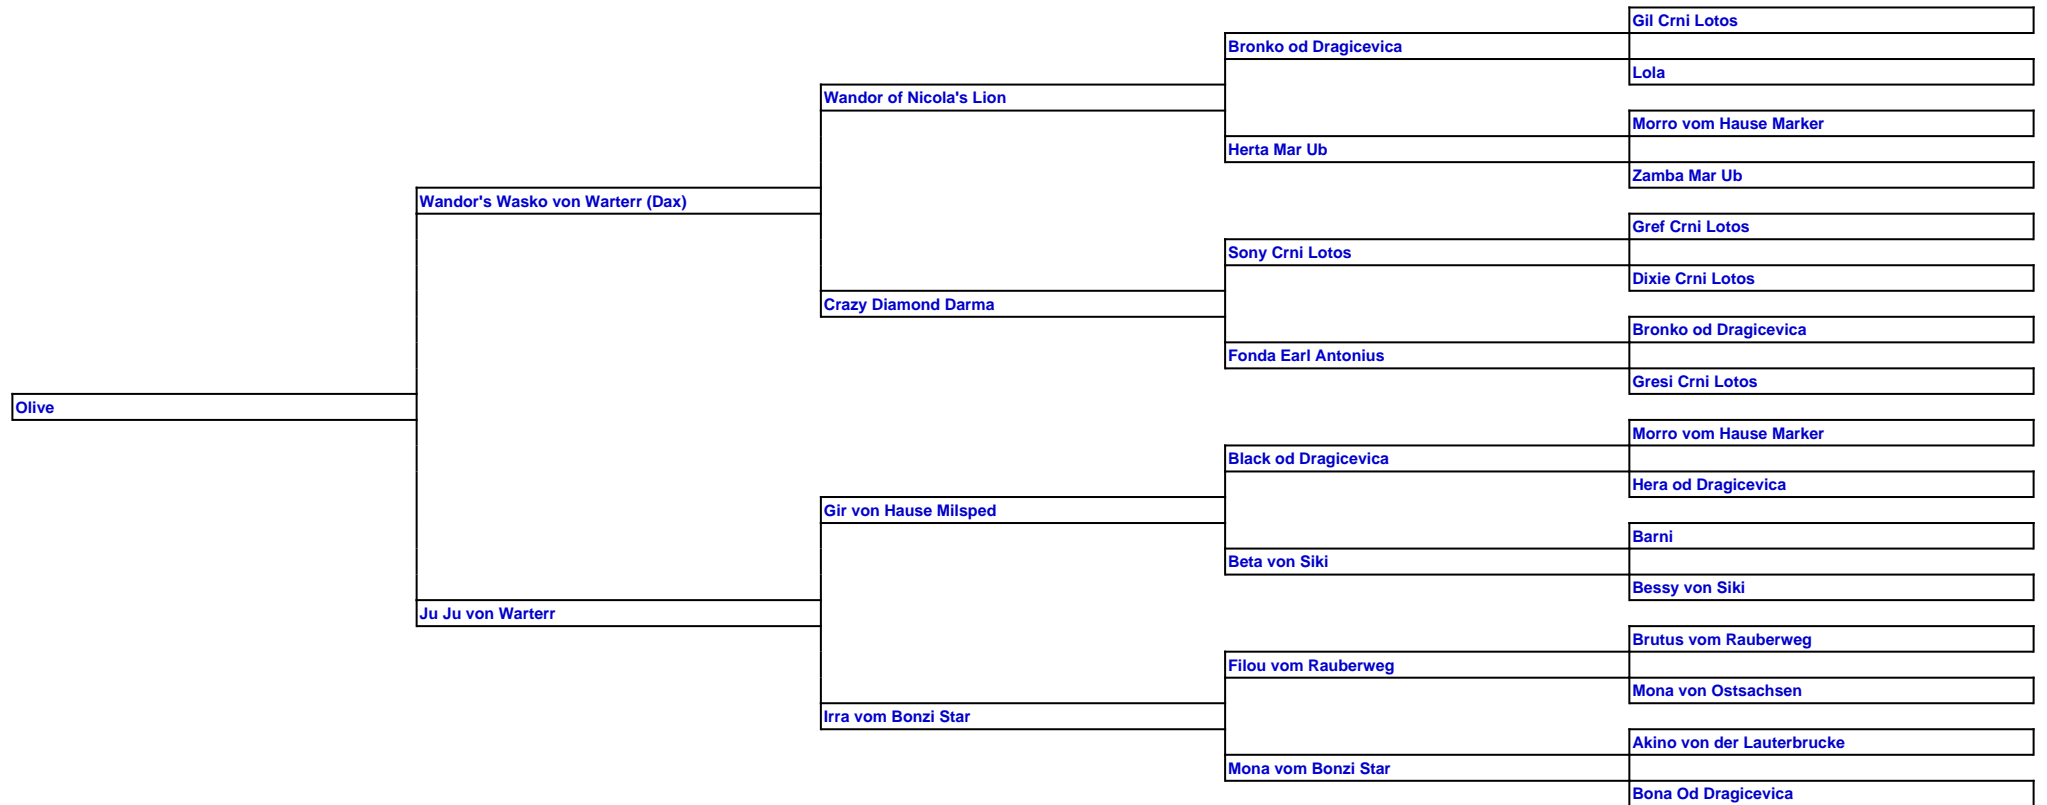 Gil Crni Lotos
Bronko od Dragicevica
Lola
Wandor of Nicola's Lion
Morro vom Hause Marker
Herta Mar Ub
Zamba Mar Ub
Wandor's Wasko von Warterr (Dax)
Gref Crni Lotos
Sony Crni Lotos
Dixie Crni Lotos
Crazy Diamond Darma
Bronko od Dragicevica
Fonda Earl Antonius
Gresi Crni Lotos
Olive
Morro vom Hause Marker
Black od Dragicevica
Hera od Dragicevica
Gir von Hause Milsped
Barni
Beta von Siki
Bessy von Siki
Ju Ju von Warterr
Brutus vom Rauberweg
Filou vom Rauberweg
Mona von Ostsachsen
Irra vom Bonzi Star
Akino von der Lauterbrucke
Mona vom Bonzi Star
Bona Od Dragicevica